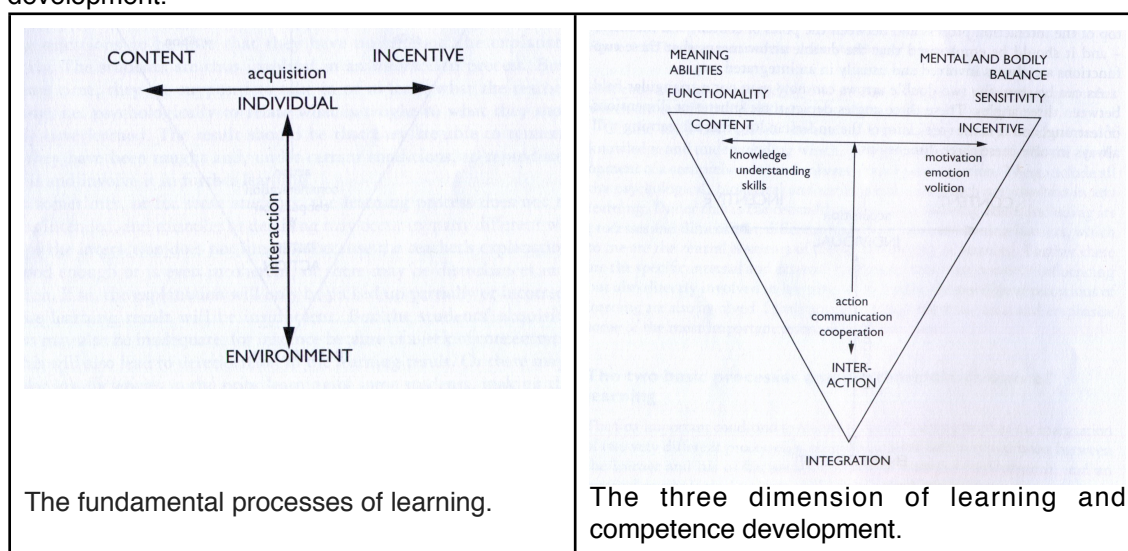 development.
CONTENT
INCENTIVE
acquisition
INDIVIDUAL
interaction
ENVIRONMENT
The fundamental processes of learning.
MEANING
ABILITIES
FUNCTIONALITY
MENTAL AND BODILY
BALANCE
SENSITIVITY
CONTENT
INCENTIVE
knowledge
understanding
skills
motivation
emotion
volition
action
communication
cooperation
INTER-
ACTION
INTEGRATION
The three dimension of learning and
competence development.